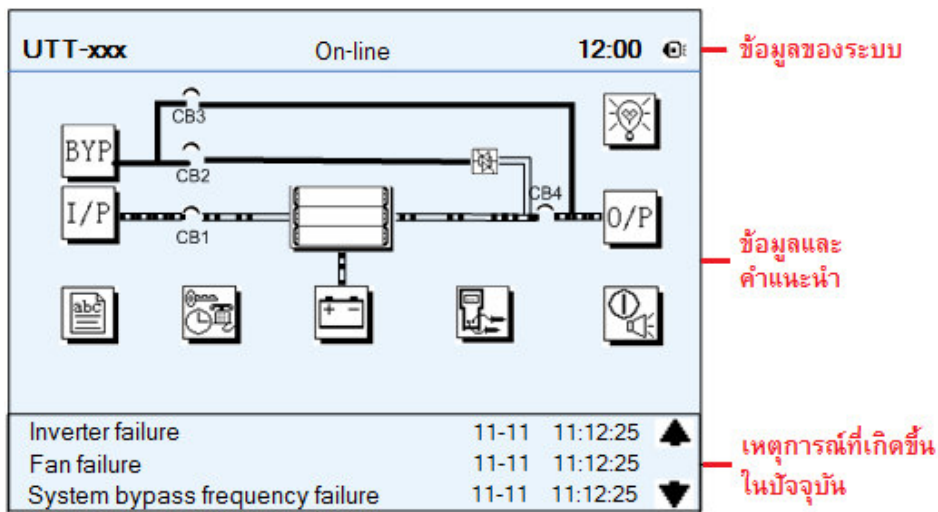 UTT-xxx On-line 12:00
ข้อมูลของระบบ
CB3
BYP
CB2
CB4
I/P
O/P
CB1
ข้อมูลและ
คำแนะนำ
abc
+ −
Inverter failure 11-11 11:12:25
Fan failure 11-11 11:12:25
System bypass frequency failure 11-11 11:12:25
เหตุการณ์ที่เกิดขึ้น
ในปัจจุบัน